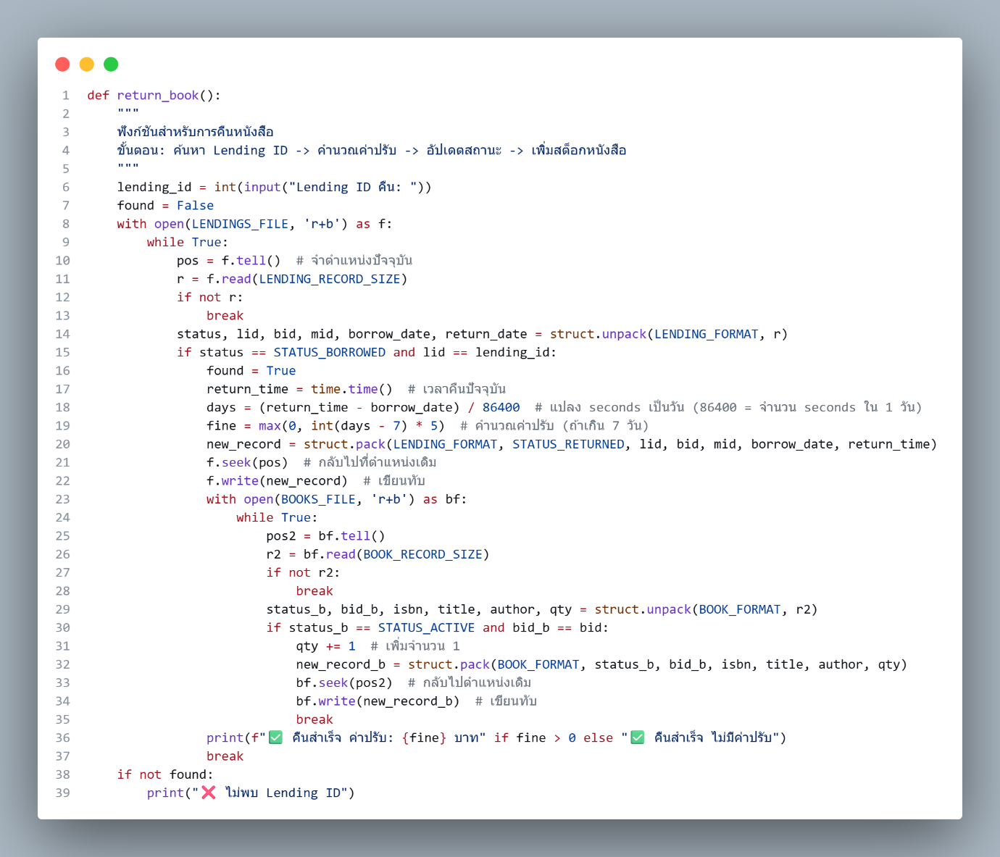 1 def return_book():
2     """
3     ฟังก์ชันสำหรับการคืนหนังสือ
4     ขั้นตอน: ค้นหา Lending ID -> คำนวณค่าปรับ -> อัปเดตสถานะ -> เพิ่มสต็อกหนังสือ
5     """
6     lending_id = int(input("Lending ID คืน: "))
7     found = False
8     with open(LENDINGS_FILE, 'r+b') as f:
9         while True:
10             pos = f.tell()  # จำตำแหน่งปัจจุบัน
11             r = f.read(LENDING_RECORD_SIZE)
12             if not r:
13                 break
14             status, lid, bid, mid, borrow_date, return_date = struct.unpack(LENDING_FORMAT, r)
15             if status == STATUS_BORROWED and lid == lending_id:
16                 found = True
17                 return_time = time.time()  # เวลาคืนปัจจุบัน
18                 days = (return_time - borrow_date) / 86400  # แปลง seconds เป็นวัน (86400 = จำนวน seconds ใน 1 วัน)
19                 fine = max(0, int(days - 7) * 5)  # คำนวณค่าปรับ (ถ้าเกิน 7 วัน)
20                 new_record = struct.pack(LENDING_FORMAT, STATUS_RETURNED, lid, bid, mid, borrow_date, return_time)
21                 f.seek(pos)  # กลับไปที่ตำแหน่งเดิม
22                 f.write(new_record)  # เขียนทับ
23                 with open(BOOKS_FILE, 'r+b') as bf:
24                     while True:
25                         pos2 = bf.tell()
26                         r2 = bf.read(BOOK_RECORD_SIZE)
27                         if not r2:
28                             break
29                         status_b, bid_b, isbn, title, author, qty = struct.unpack(BOOK_FORMAT, r2)
30                         if status_b == STATUS_ACTIVE and bid_b == bid:
31                             qty += 1  # เพิ่มจำนวน 1
32                             new_record_b = struct.pack(BOOK_FORMAT, status_b, bid_b, isbn, title, author, qty)
33                             bf.seek(pos2)  # กลับไปตำแหน่งเดิม
34                             bf.write(new_record_b)  # เขียนทับ
35                             break
36                 print(f"✅ คืนสำเร็จ ค่าปรับ: {fine} บาท" if fine > 0 else "✅ คืนสำเร็จ ไม่มีค่าปรับ")
37                 break
38     if not found:
39         print("❌ ไม่พบ Lending ID")